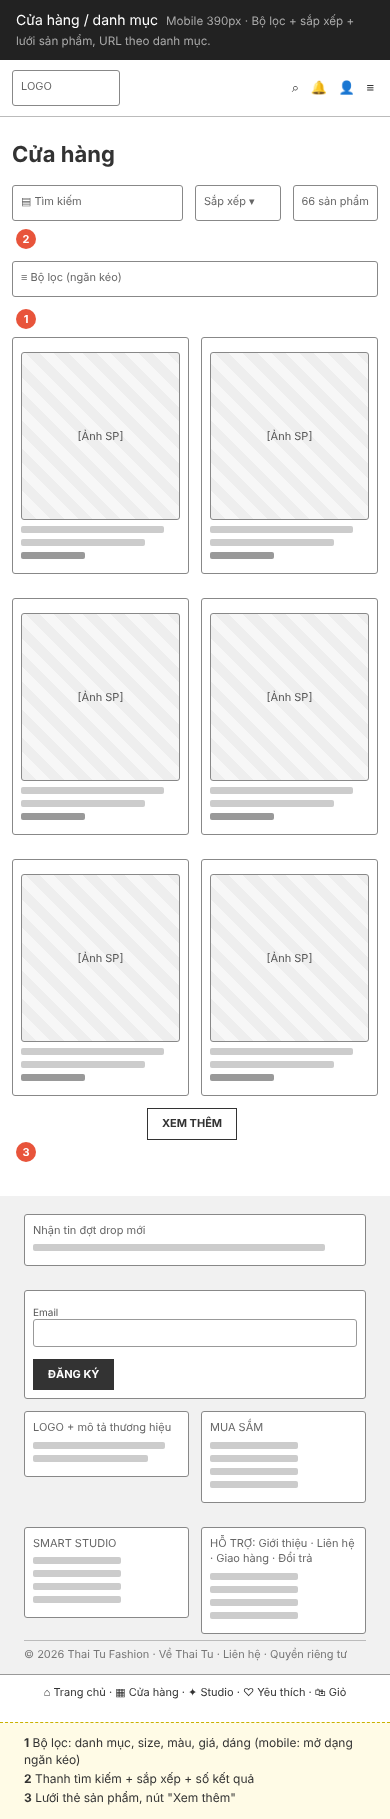 Cửa hàng / danh mục Mobile 390px · Bộ lọc + sắp xếp +
lưới sản phẩm, URL theo danh mục.
LOGO
Cửa hàng
▤ Tìm kiếm
Sắp xếp ▾
66 sản phẩm
2
≡ Bộ lọc (ngăn kéo)
1
[Ảnh SP]
[Ảnh SP]
[Ảnh SP]
[Ảnh SP]
[Ảnh SP]
[Ảnh SP]
XEM THÊM
3
Nhận tin đợt drop mới
Email
ĐĂNG KÝ
LOGO + mô tả thương hiệu
MUA SẮM
SMART STUDIO
HỖ TRỢ: Giới thiệu · Liên hệ
· Giao hàng · Đổi trả
© 2026 Thai Tu Fashion · Về Thai Tu · Liên hệ · Quyền riêng tư
⌂ Trang chủ · ▦ Cửa hàng · ✦ Studio · ♡ Yêu thích · 🛍 Giỏ
1 Bộ lọc: danh mục, size, màu, giá, dáng (mobile: mở dạng
ngăn kéo)
2 Thanh tìm kiếm + sắp xếp + số kết quả
3 Lưới thẻ sản phẩm, nút "Xem thêm"